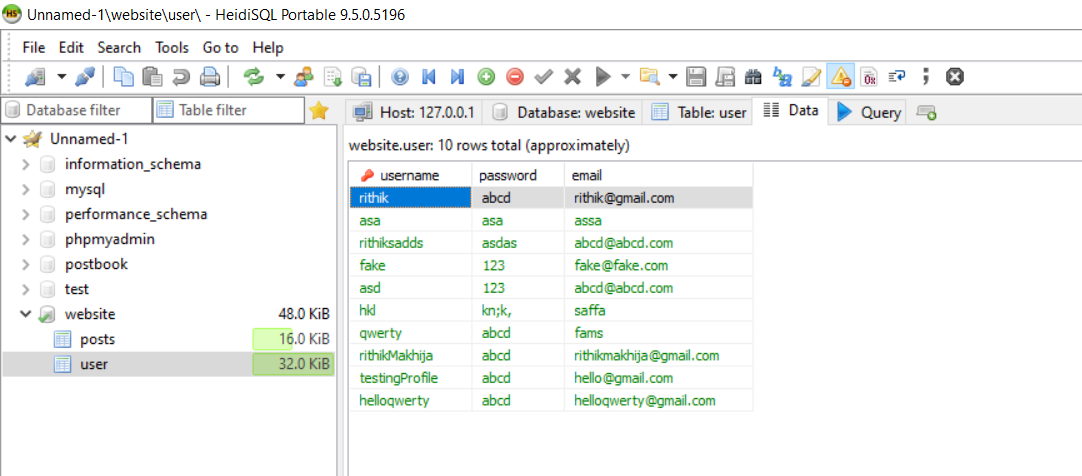 Unnamed-1\website\user\ - HeidiSQL Portable 9.5.0.5196
File Edit Search Tools Go to Help
Database filter Table filter
Host: 127.0.0.1 Database: website Table: user Data Query
Unnamed-1
information_schema
mysql
performance_schema
phpmyadmin
postbook
test
website 48.0 KiB
posts 16.0 KiB
user 32.0 KiB
website.user: 10 rows total (approximately)
username password email
rithik abcd rithik@gmail.com
asa asa assa
rithiksadds asdas abcd@abcd.com
fake 123 fake@fake.com
asd 123 abcd@abcd.com
hkl kn;k, saffa
qwerty abcd fams
rithikMakhija abcd rithikmakhija@gmail.com
testingProfile abcd hello@gmail.com
helloqwerty abcd helloqwerty@gmail.com